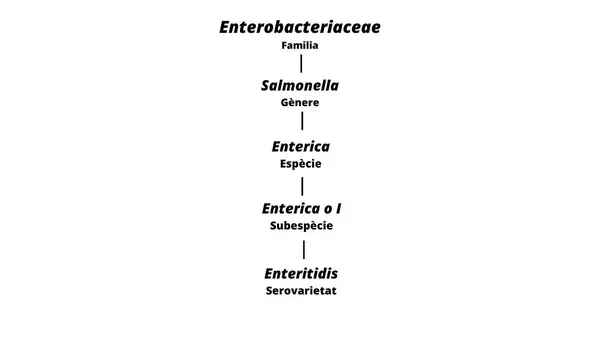 Enterobacteriaceae
Familia
Salmonella
Gènere
Enterica
Espècie
Enterica o I
Subespècie
Enteritidis
Serovarietat